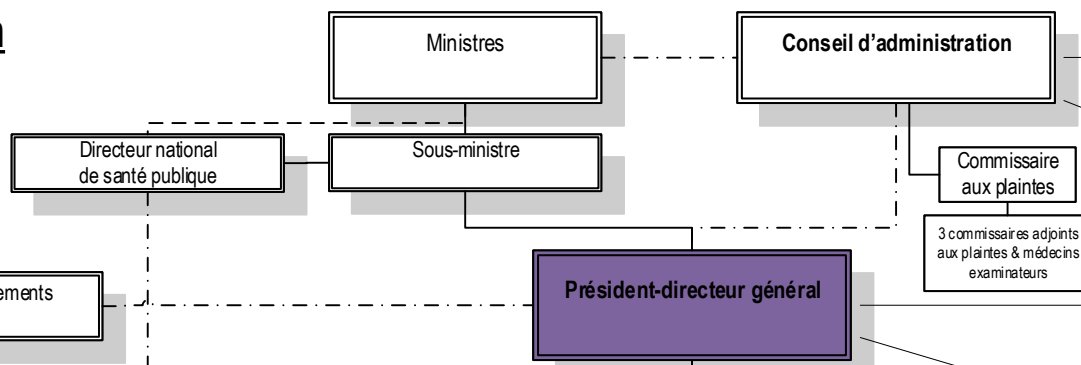 Ministres
Conseil d'administration
Directeur national
de santé publique
Sous-ministre
Commissaire
aux plaintes
3 commissaires adjoints
aux plaintes & médecins
examinateurs
ements
Président-directeur général